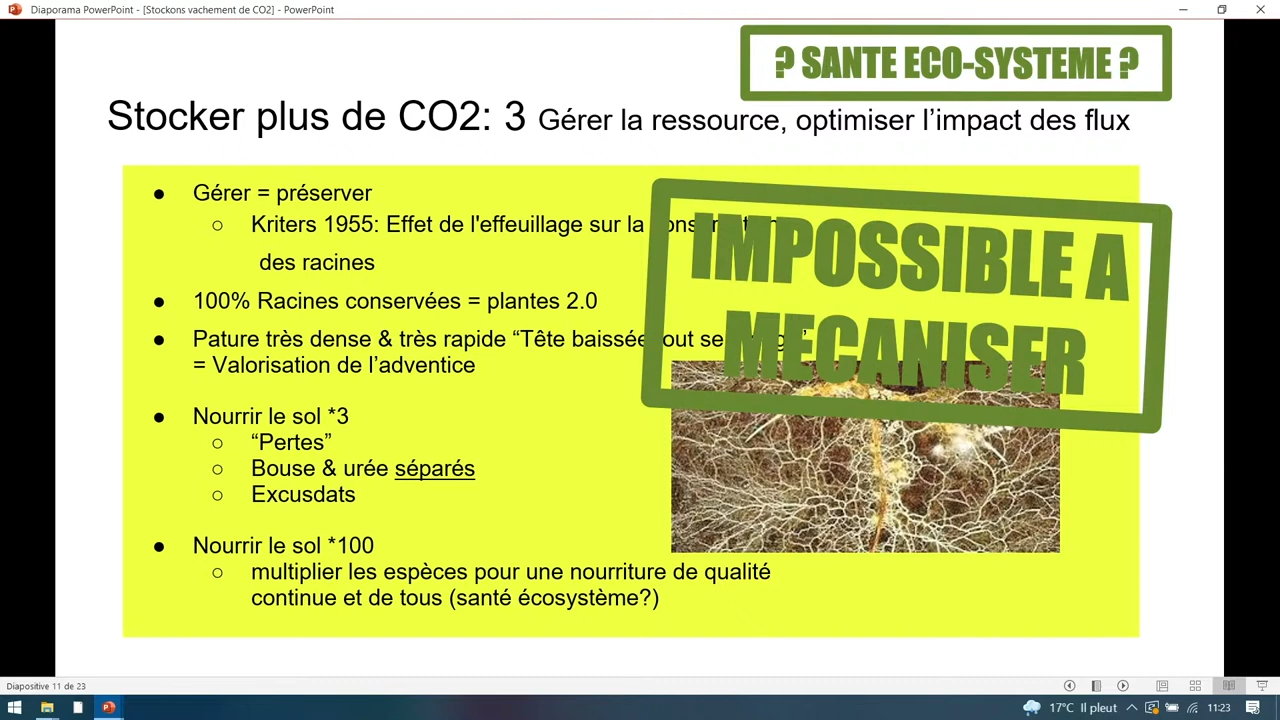 Diaporama PowerPoint - [Stockons vachement de CO2] - PowerPoint
? SANTE ECO-SYSTEME ?
Stocker plus de CO2: 3 Gérer la ressource, optimiser l’impact des flux
● Gérer = préserver
○ Kriters 1955: Effet de l'effeuillage sur la
des racines
● 100% Racines conservées = plantes 2.0
● Pature très dense & très rapide “Tête baissée
= Valorisation de l’adventice
IMPOSSIBLE A
MECANISER
● Nourrir le sol *3
○ “Pertes”
○ Bouse & urée séparés
○ Excusdats
● Nourrir le sol *100
○ multiplier les espèces pour une nourriture de qualité
continue et de tous (santé écosystème?)
Diapositive 11 de 23
17°C Il pleut 11:23